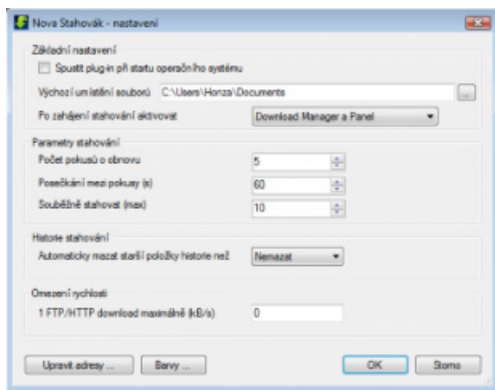 Nova Stahovák - nastavení
Základní nastavení
Spustit plug-in při startu operačního systému
Výchozí umístění souborů C:\Users\Honza\Documents ...
Po zahájení stahování aktivovat Download Manager a Panel
Parametry stahování
Počet pokusů o obnovu 5
Posečkání mezi pokusy (s) 60
Souběžně stahovat (max) 10
Historie stahování
Automaticky mazat starší položky historie než Nemazat
Omezení rychlosti
1 FTP/HTTP download maximálně (kB/s) 0
Upravit adresy ... Barvy ... OK Storno